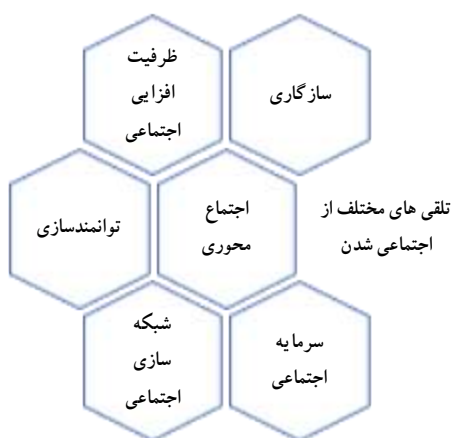 سازگاری
ظرفیت
افزایی
اجتماعی
تلقی های مختلف از
اجتماعی شدن
اجتماع
محوری
توانمندسازی
سرمایه
اجتماعی
شبکه
سازی
اجتماعی